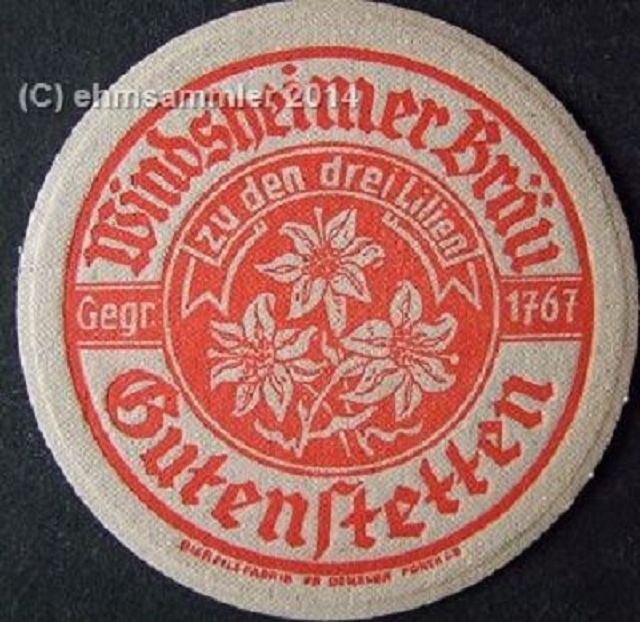 (C) ehmsammler 2014
Windsheimer Bräu
zu den drei Lilien
Gegr. 1767
Gutenstetten